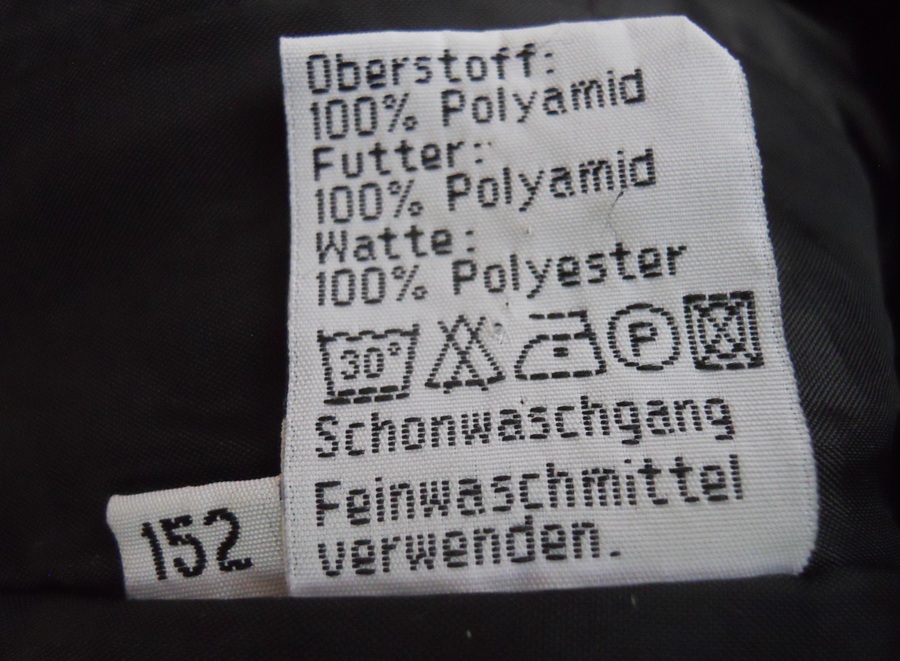 Oberstoff:
100% Polyamid
Futter:
100% Polyamid
Watte:
100% Polyester
30° P
Schonwaschgang
Feinwaschmittel
verwenden.
152